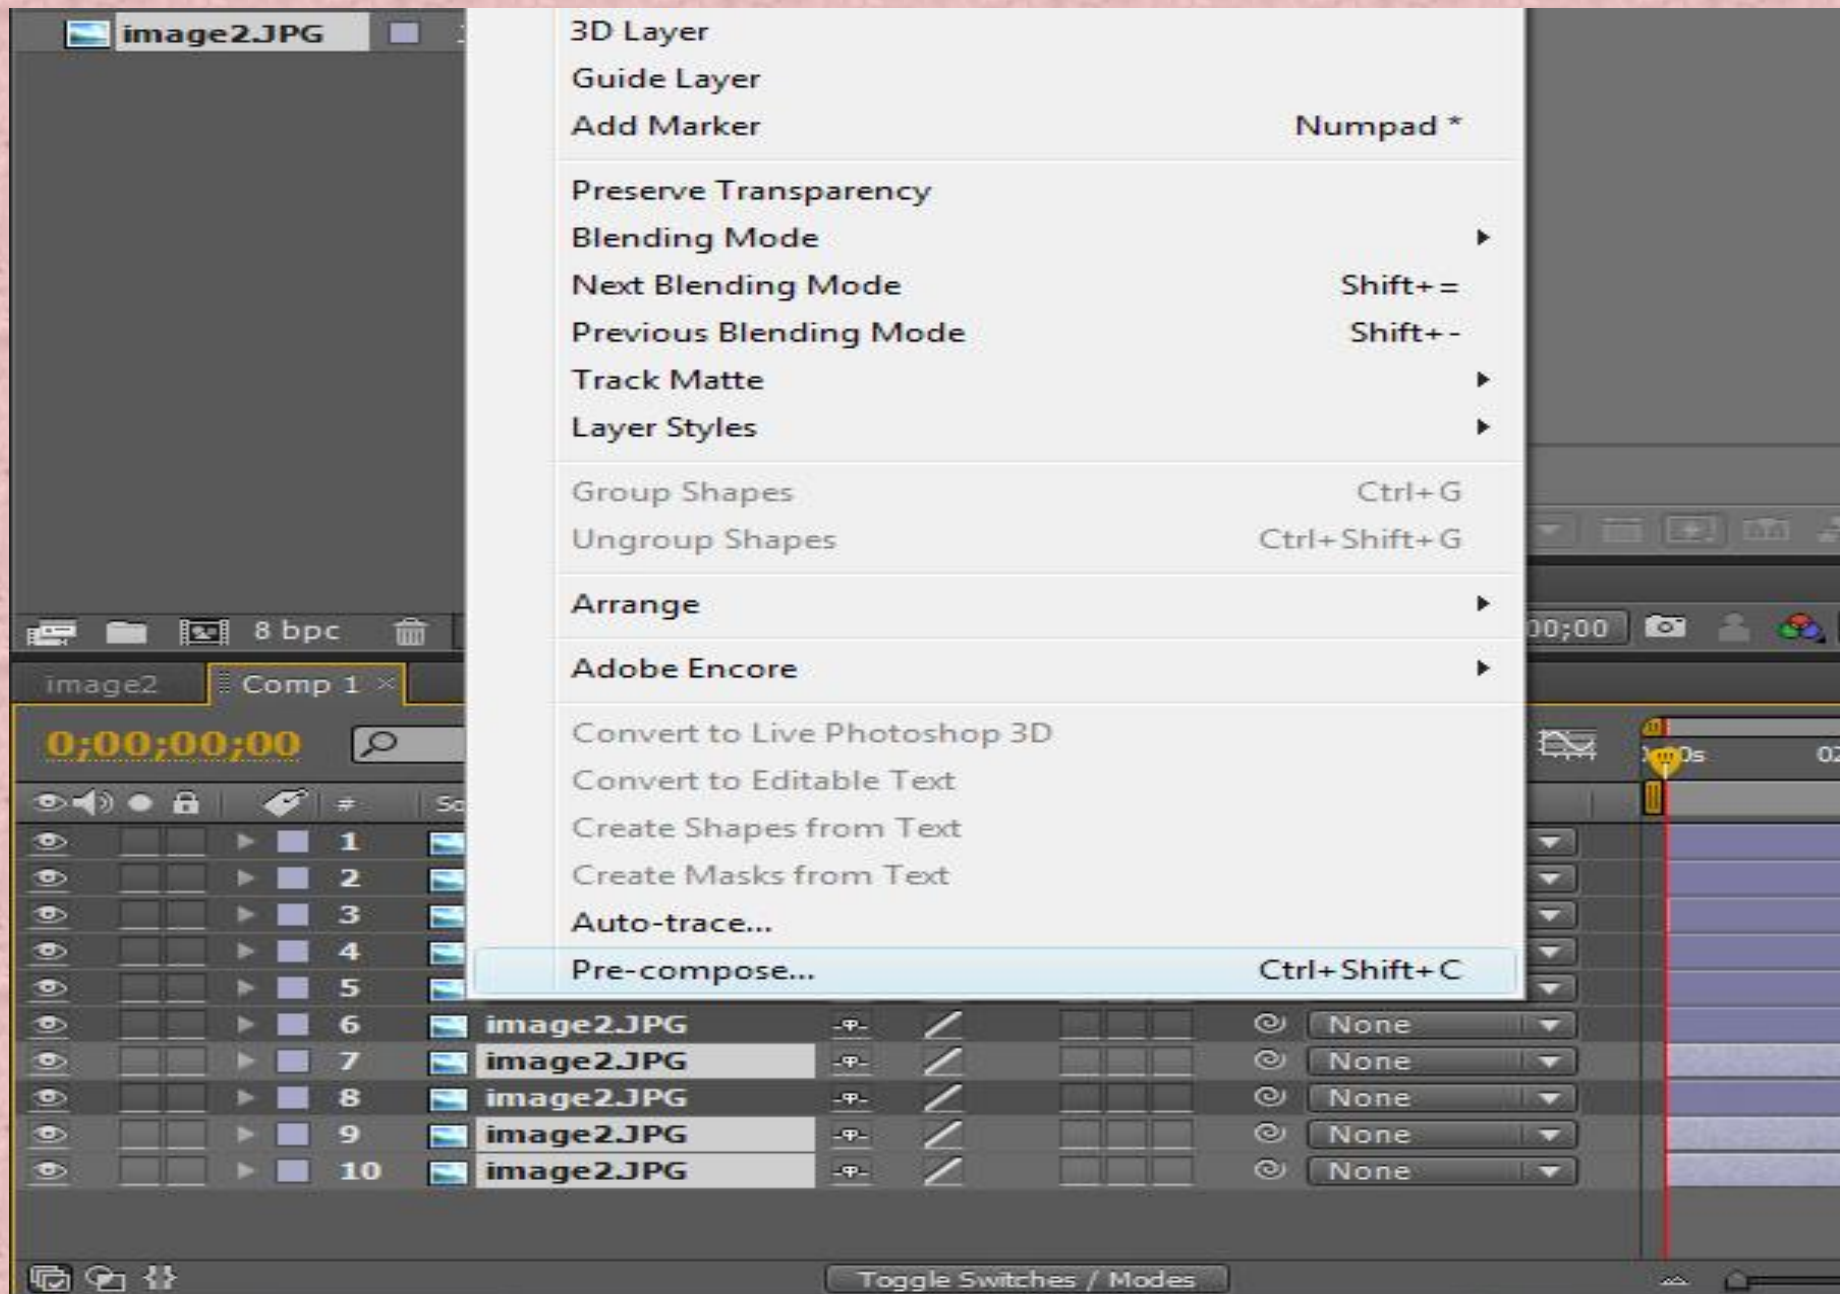 image2.JPG
3D Layer
Guide Layer
Add Marker Numpad *
Preserve Transparency
Blending Mode
Next Blending Mode Shift+=
Previous Blending Mode Shift+-
Track Matte
Layer Styles
Group Shapes Ctrl+G
Ungroup Shapes Ctrl+Shift+G
Arrange
8 bpc
00;00
Adobe Encore
image2 Comp 1 ×
Convert to Live Photoshop 3D
0;00;00;00
Convert to Editable Text
# So
Create Shapes from Text
1
2
Create Masks from Text
3
Auto-trace...
4
Pre-compose... Ctrl+Shift+C
5
6 image2.JPG None
7 image2.JPG None
8 image2.JPG None
9 image2.JPG None
10 image2.JPG None
Toggle Switches / Modes